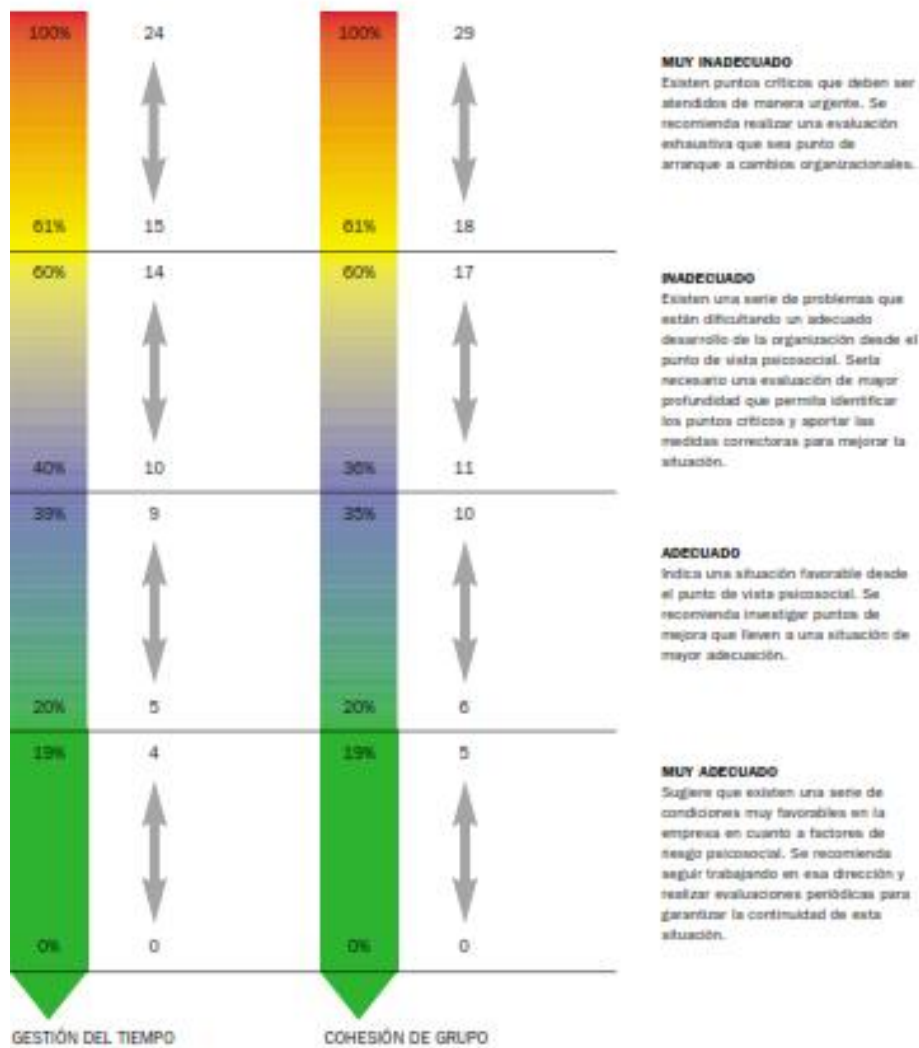 100% 24 100% 29
MUY INADECUADO
Existen puntos críticos que deben ser
atendidos de manera urgente. Se
recomienda realizar una evaluación
exhaustiva que sea punto de
arranque a cambios organizacionales.
61% 15 61% 18
60% 14 60% 17
INADECUADO
Existen una serie de problemas que
están dificultando un adecuado
desarrollo de la organización desde el
punto de vista psicosocial. Sería
necesario una evaluación de mayor
profundidad que permita identificar
los puntos críticos y aportar las
medidas correctoras para mejorar la
situación.
40% 10 36% 11
39% 9 35% 10
ADECUADO
Indica una situación favorable desde
el punto de vista psicosocial. Se
recomienda investigar puntos de
mejora que lleven a una situación de
mayor adecuación.
20% 5 20% 6
19% 4 19% 5
MUY ADECUADO
Sugiere que existen una serie de
condiciones muy favorables en la
empresa en cuanto a factores de
riesgo psicosocial. Se recomienda
seguir trabajando en esa dirección y
realizar evaluaciones periódicas para
garantizar la continuidad de esta
situación.
0% 0 0% 0
GESTIÓN DEL TIEMPO COHESIÓN DE GRUPO